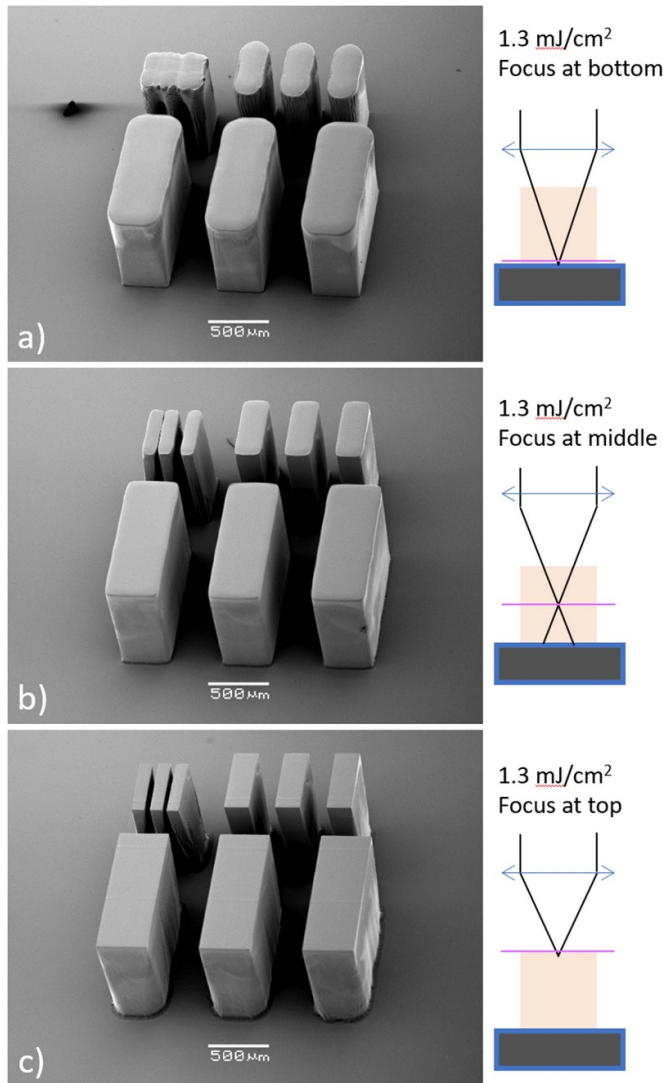 1.3 mJ/cm²
Focus at bottom
500µm
a)
1.3 mJ/cm²
Focus at middle
500µm
b)
1.3 mJ/cm²
Focus at top
500µm
c)